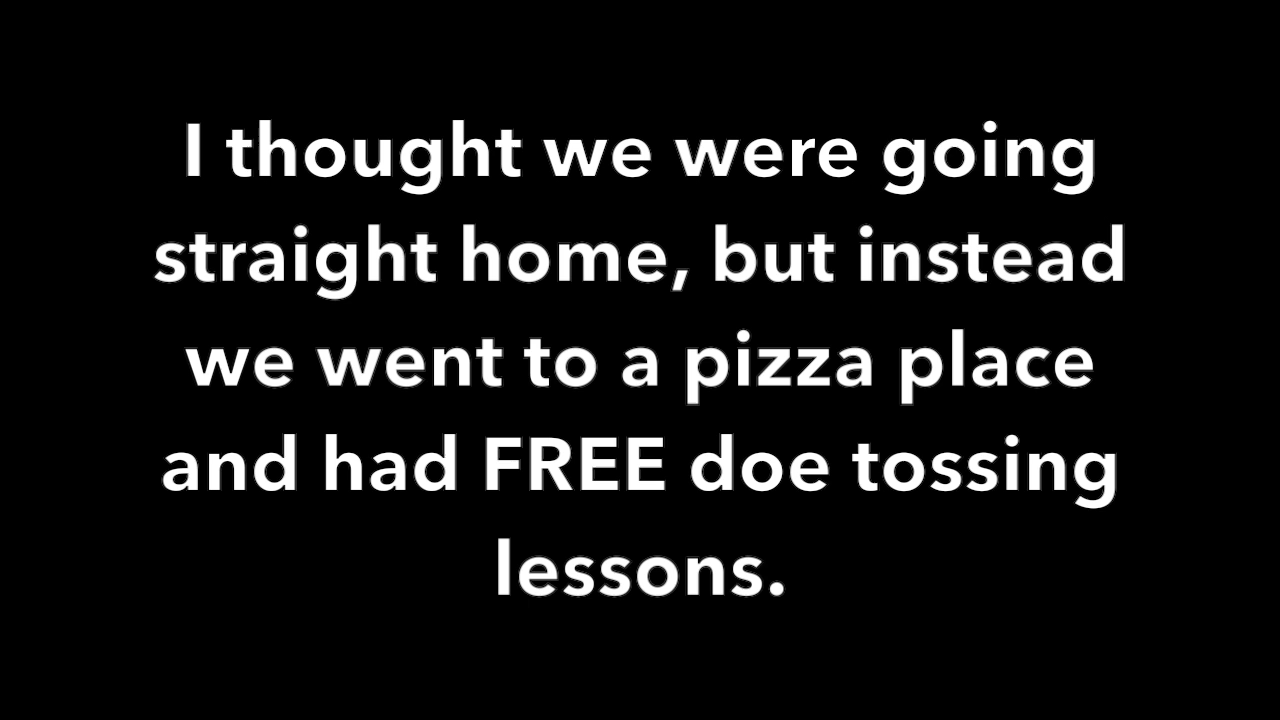 I thought we were going
straight home, but instead
we went to a pizza place
and had FREE doe tossing
lessons.